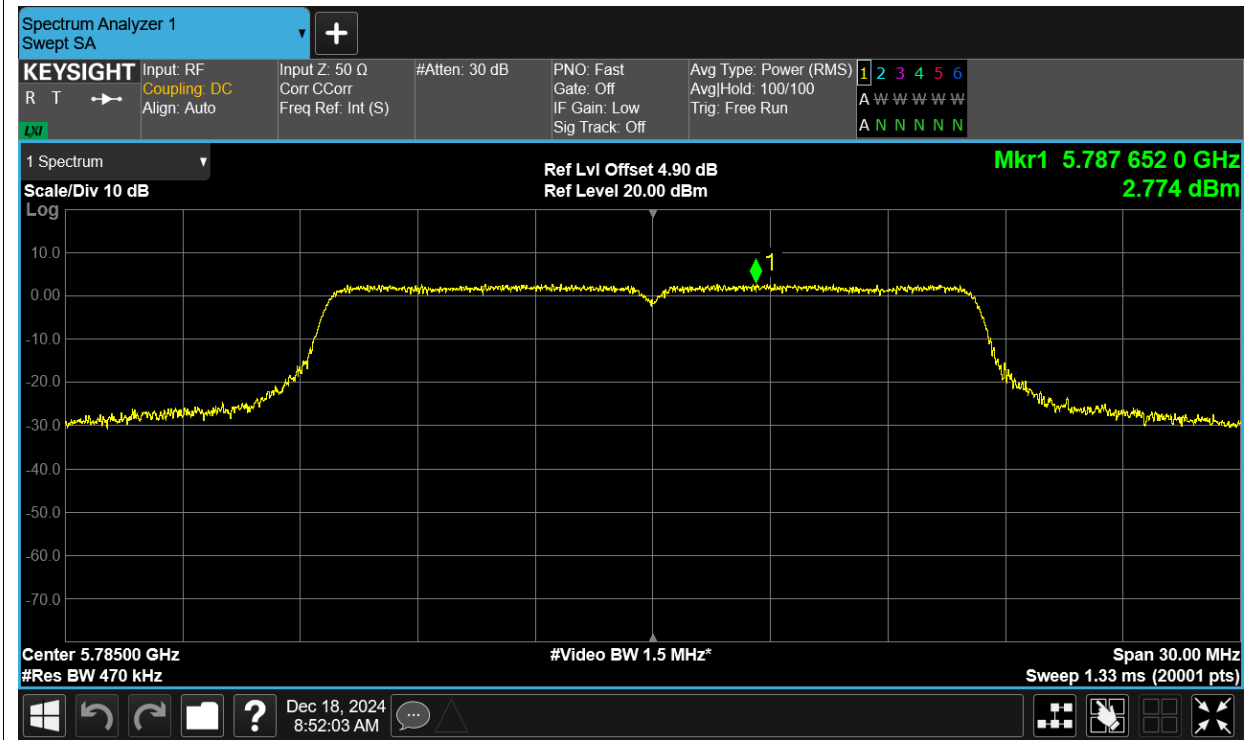 Spectrum Analyzer 1
Swept SA
KEYSIGHT
R T
LXI
Input: RF
Coupling: DC
Align: Auto
Input Z: 50 Ω
Corr CCorr
Freq Ref: Int (S)
#Atten: 30 dB
PNO: Fast
Gate: Off
IF Gain: Low
Sig Track: Off
Avg Type: Power (RMS)
Avg|Hold: 100/100
Trig: Free Run
1 2 3 4 5 6
A W W W W W
A N N N N N
1 Spectrum
Scale/Div 10 dB
Ref Lvl Offset 4.90 dB
Ref Level 20.00 dBm
Mkr1 5.787 652 0 GHz
2.774 dBm
Log
10.0
0.00
-10.0
-20.0
-30.0
-40.0
-50.0
-60.0
-70.0
1
Center 5.78500 GHz
#Res BW 470 kHz
#Video BW 1.5 MHz*
Span 30.00 MHz
Sweep 1.33 ms (20001 pts)
?
Dec 18, 2024
8:52:03 AM